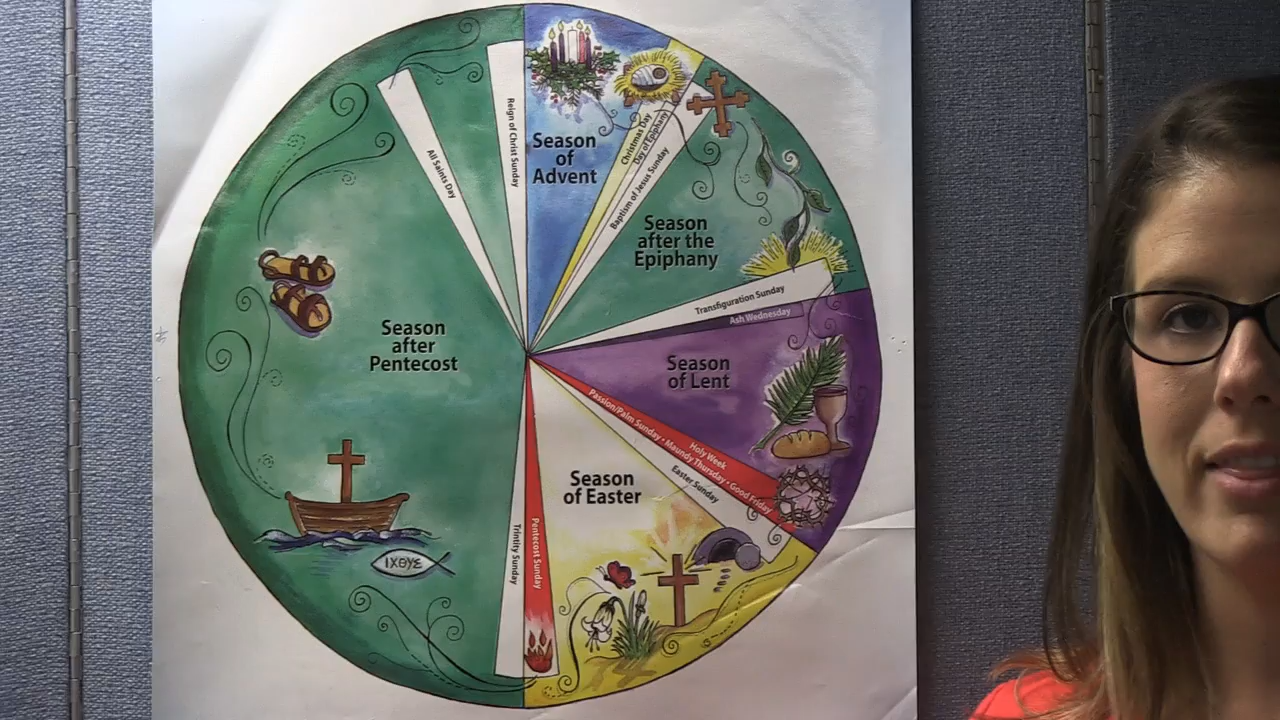 Season
of
Advent
Christmas Day
Day of Epiphany
Baptism of Jesus Sunday
Season
after the
Epiphany
Transfiguration Sunday
Ash Wednesday
Season
of Lent
Holy Week
Passion/Palm Sunday • Maundy Thursday • Good Friday
Easter Sunday
Season
of Easter
Pentecost Sunday
Trinity Sunday
Season
after
Pentecost
ΙΧΘΥΣ
All Saints Day
Reign of Christ Sunday